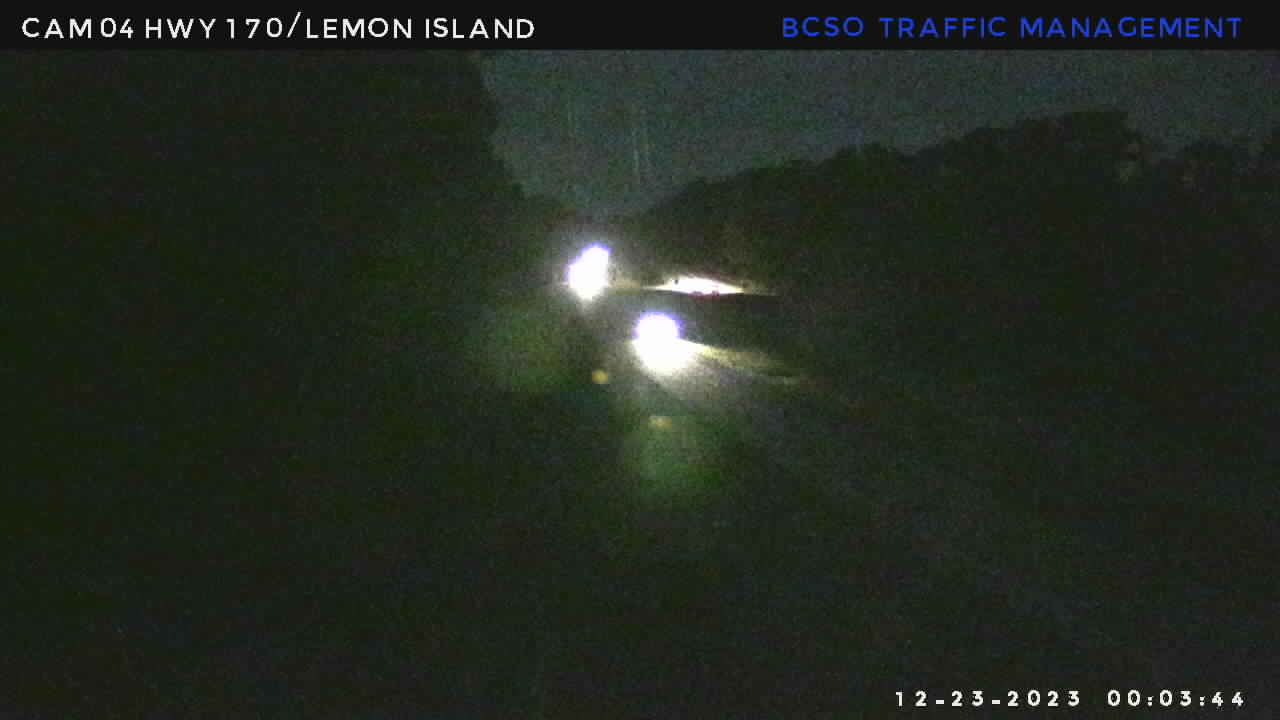 CAM04 HWY 170/LEMON ISLAND
BCSO TRAFFIC MANAGEMENT
12-23-2023 00:03:44